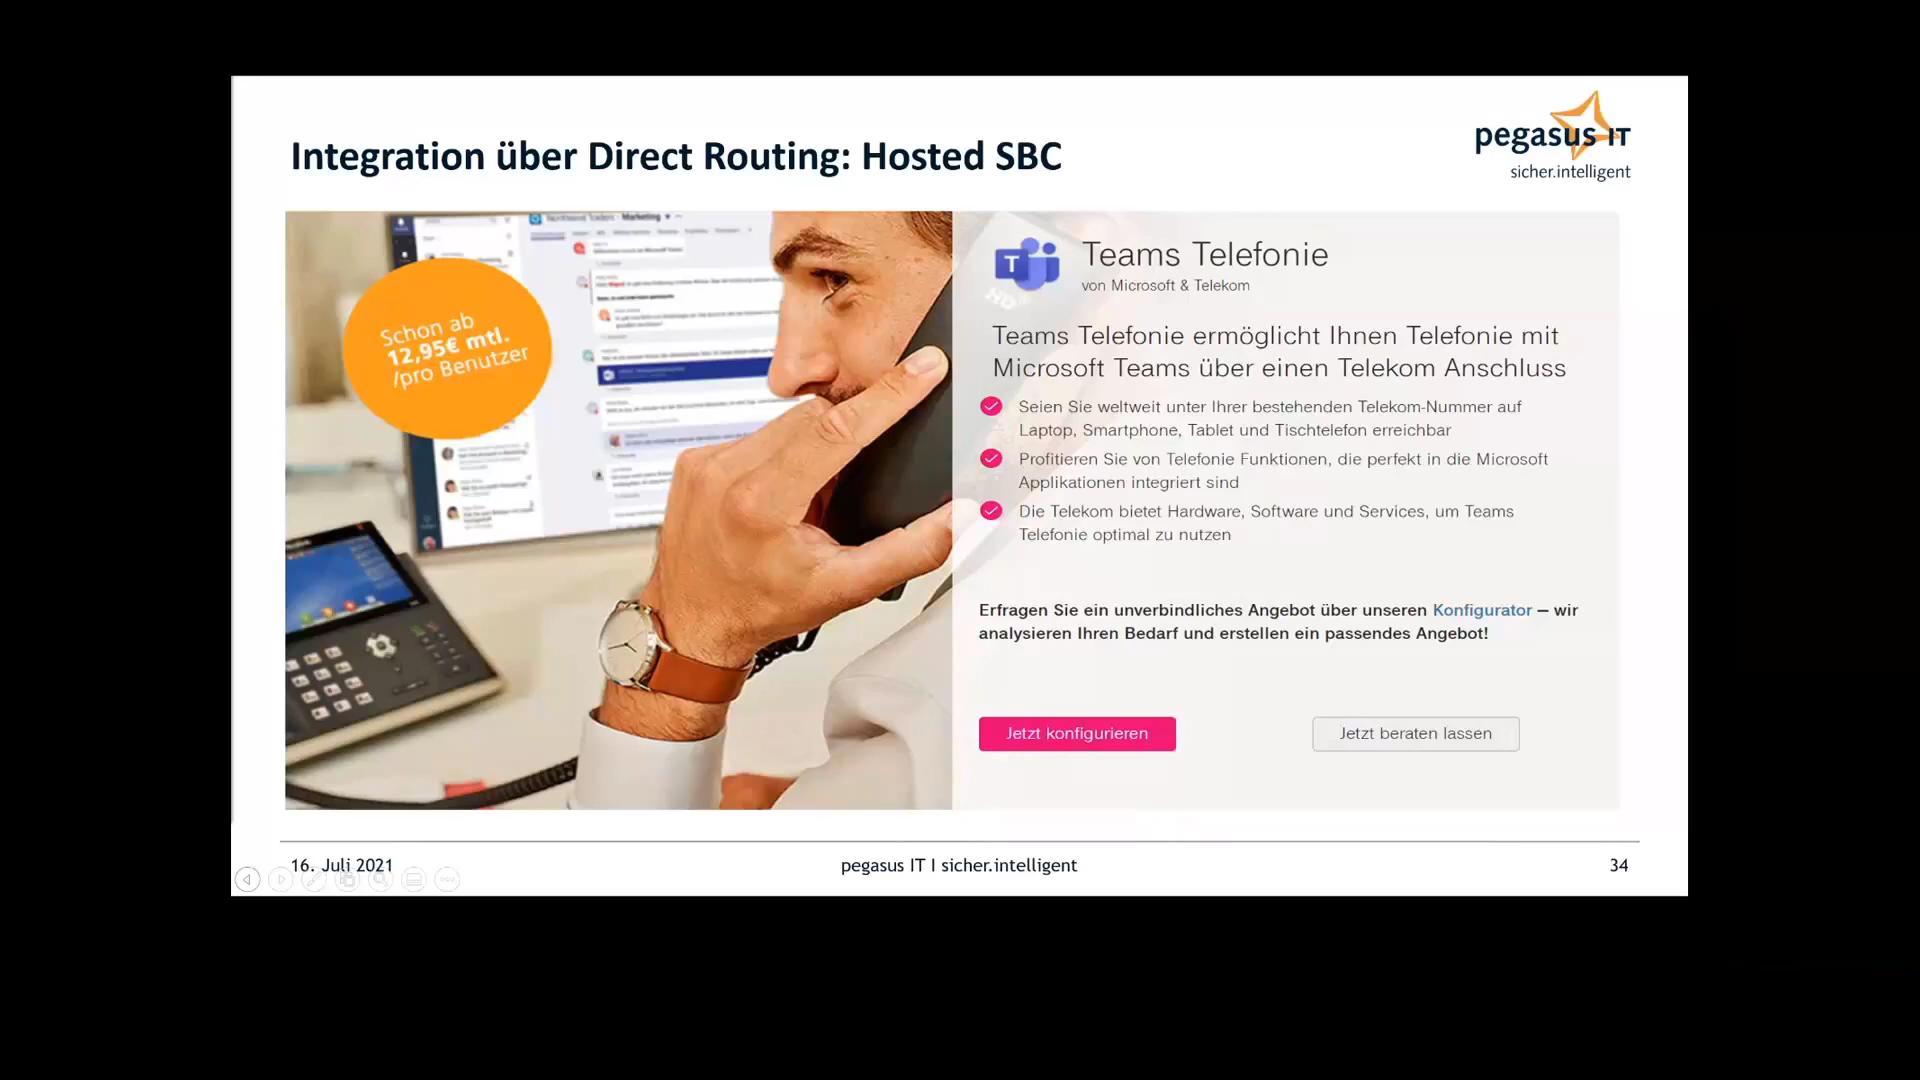 Integration über Direct Routing: Hosted SBC
pegasus IT
sicher.intelligent
Schon ab
12,95€ mtl.
/pro Benutzer
Marketing
Teams Telefonie
von Microsoft & Telekom
Teams Telefonie ermöglicht Ihnen Telefonie mit
Microsoft Teams über einen Telekom Anschluss
Seien Sie weltweit unter Ihrer bestehenden Telekom-Nummer auf
Laptop, Smartphone, Tablet und Tischtelefon erreichbar
Profitieren Sie von Telefonie Funktionen, die perfekt in die Microsoft
Applikationen integriert sind
Die Telekom bietet Hardware, Software und Services, um Teams
Telefonie optimal zu nutzen
Erfragen Sie ein unverbindliches Angebot über unseren Konfigurator – wir
analysieren Ihren Bedarf und erstellen ein passendes Angebot!
Jetzt konfigurieren
Jetzt beraten lassen
16. Juli 2021
pegasus IT I sicher.intelligent
34